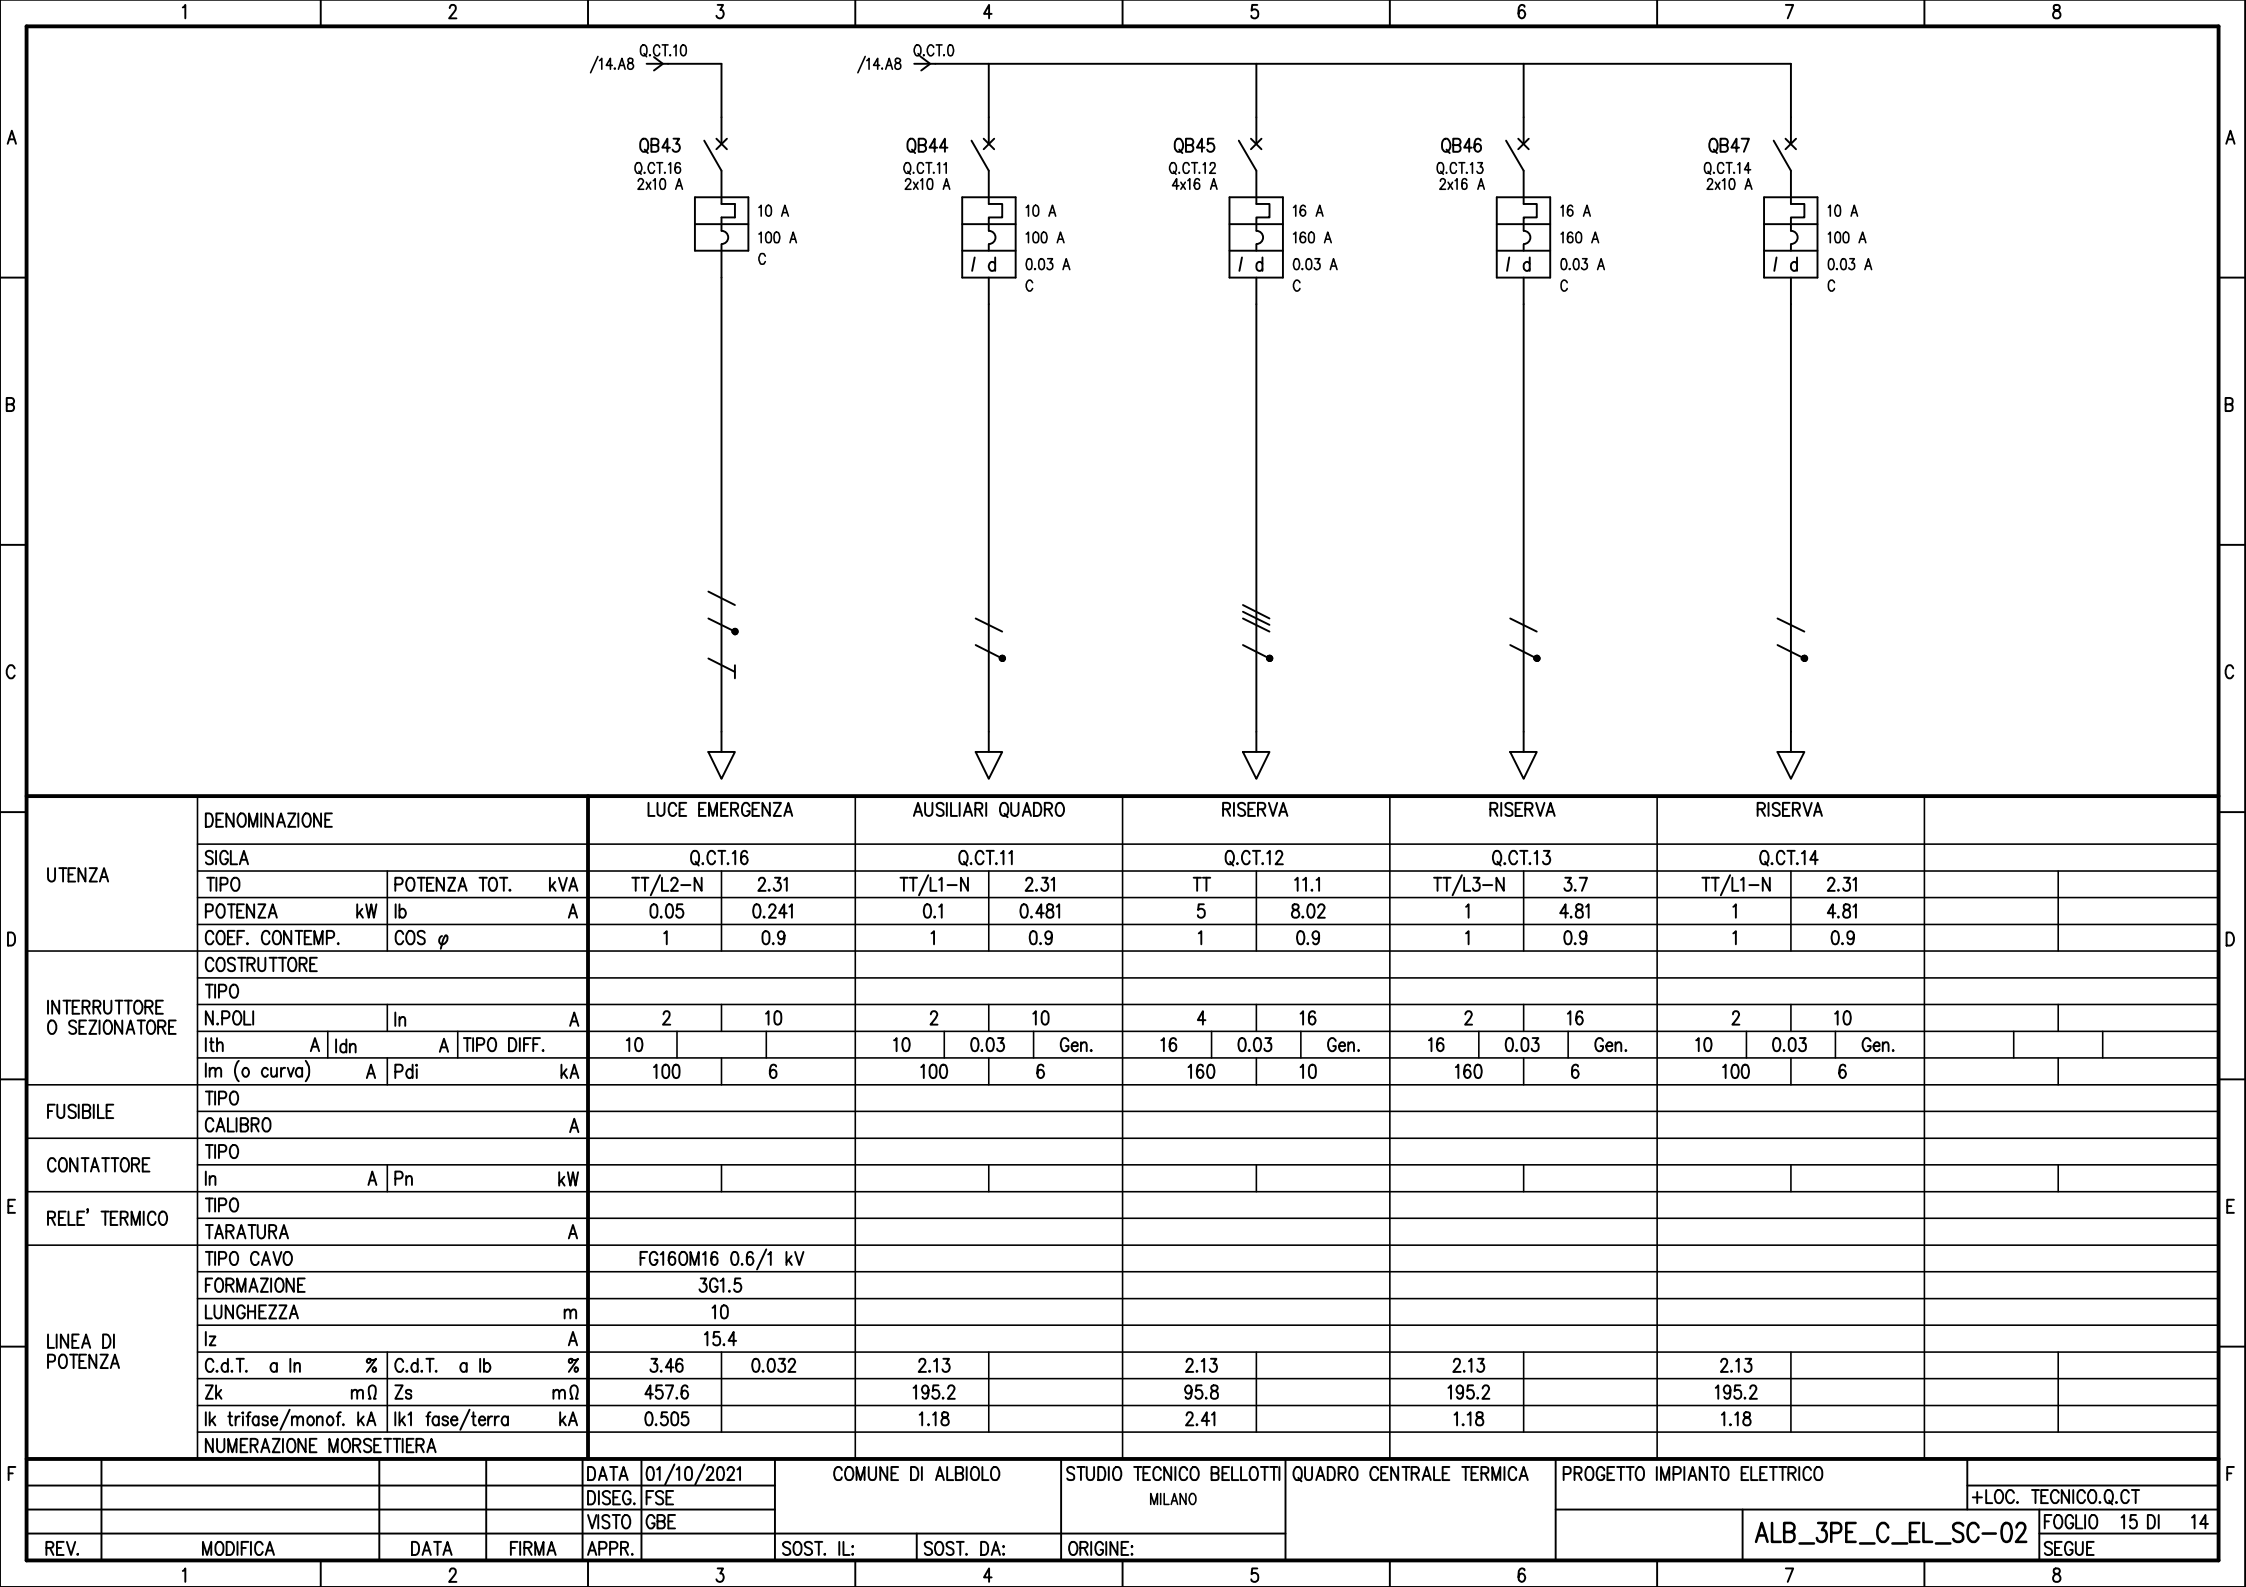 1 2 3 4 5 6 7 8
/14.A8 Q.CT.10 /14.A8 Q.CT.0
A A
QB43 QB44 QB45 QB46 QB47
Q.CT.16 Q.CT.11 Q.CT.12 Q.CT.13 Q.CT.14
2x10 A 2x10 A 4x16 A 2x16 A 2x10 A
10 A 10 A 16 A 16 A 10 A
100 A 100 A 160 A 160 A 100 A
C I d 0.03 A I d 0.03 A I d 0.03 A I d 0.03 A
C C C C
B B
C C
UTENZA
DENOMINAZIONE LUCE EMERGENZA AUSILIARI QUADRO RISERVA RISERVA RISERVA
SIGLA Q.CT.16 Q.CT.11 Q.CT.12 Q.CT.13 Q.CT.14
TIPO POTENZA TOT. kVA TT/L2-N 2.31 TT/L1-N 2.31 TT 11.1 TT/L3-N 3.7 TT/L1-N 2.31
POTENZA kW Ib A 0.05 0.241 0.1 0.481 5 8.02 1 4.81 1 4.81
D COEF. CONTEMP. COS φ 1 0.9 1 0.9 1 0.9 1 0.9 1 0.9 D
INTERRUTTORE
O SEZIONATORE
COSTRUTTORE
TIPO
N.POLI In A 2 10 2 10 4 16 2 16 2 10
Ith A Idn A TIPO DIFF. 10 10 0.03 Gen. 16 0.03 Gen. 16 0.03 Gen. 10 0.03 Gen.
Im (o curva) A Pdi kA 100 6 100 6 160 10 160 6 100 6
FUSIBILE
TIPO
CALIBRO A
CONTATTORE
TIPO
In A Pn kW
E E
RELE' TERMICO
TIPO
TARATURA A
LINEA DI
POTENZA
TIPO CAVO FG16OM16 0.6/1 kV
FORMAZIONE 3G1.5
LUNGHEZZA m 10
Iz A 15.4
C.d.T. a In % C.d.T. a Ib % 3.46 0.032 2.13 2.13 2.13 2.13
Zk mΩ Zs mΩ 457.6 195.2 95.8 195.2 195.2
Ik trifase/monof. kA Ik1 fase/terra kA 0.505 1.18 2.41 1.18 1.18
NUMERAZIONE MORSETTIERA
F F
DATA 01/10/2021 COMUNE DI ALBIOLO STUDIO TECNICO BELLOTTI QUADRO CENTRALE TERMICA PROGETTO IMPIANTO ELETTRICO
DISEG. FSE MILANO +LOC. TECNICO.Q.CT
VISTO GBE ALB_3PE_C_EL_SC-02 FOGLIO 15 DI 14
REV. MODIFICA DATA FIRMA APPR. SOST. IL: SOST. DA: ORIGINE: SEGUE
1 2 3 4 5 6 7 8